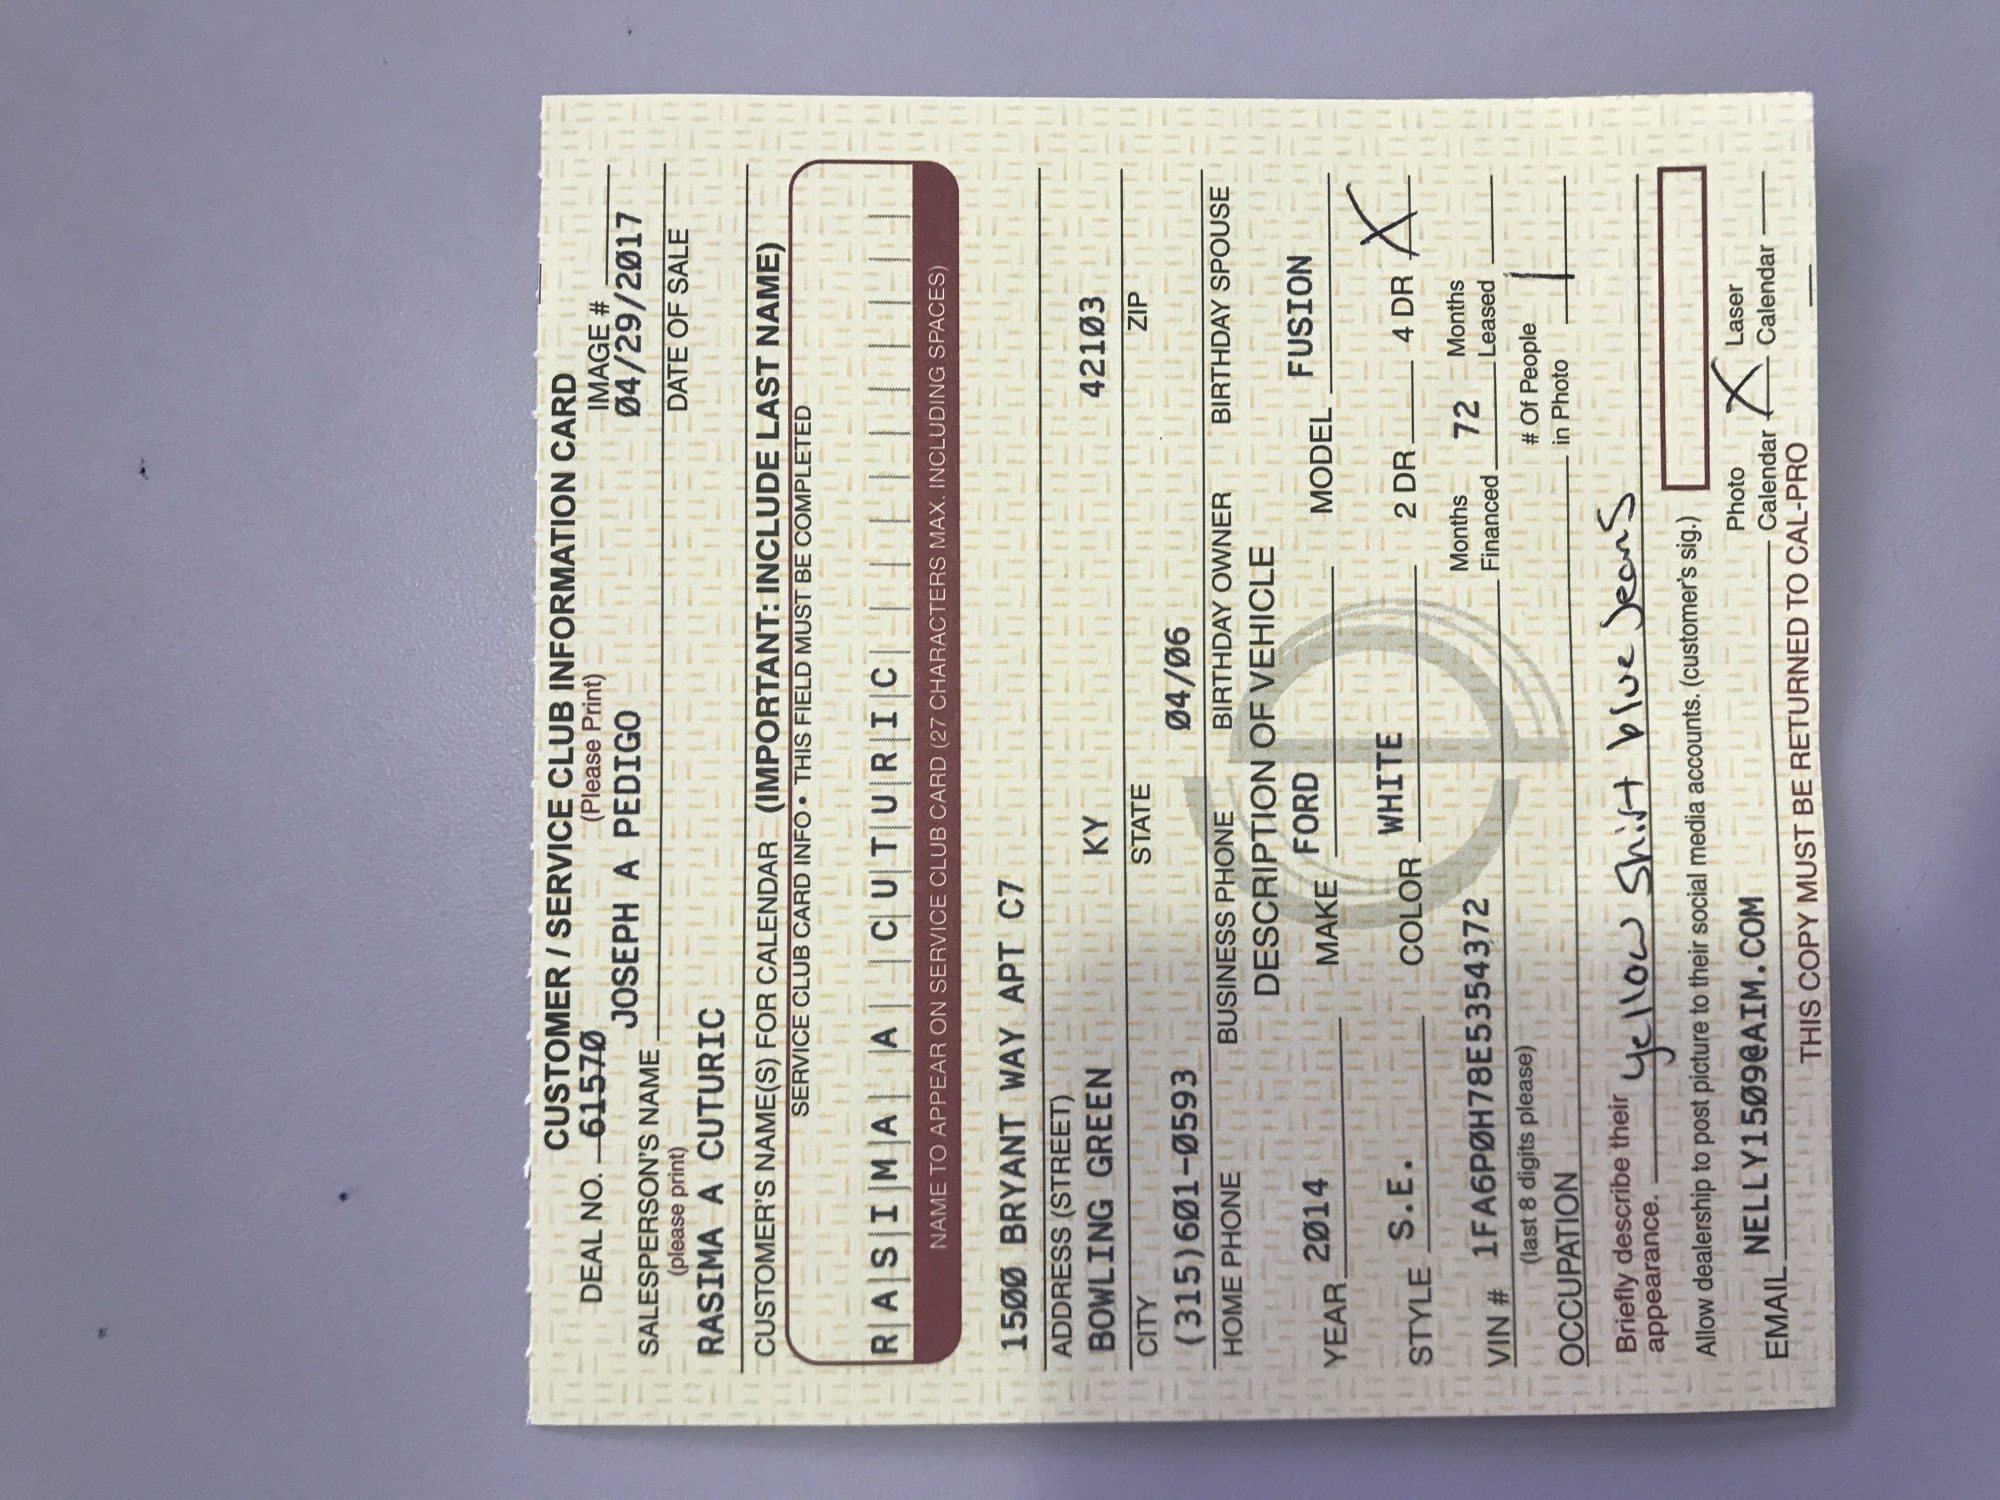 CUSTOMER / SERVICE CLUB INFORMATION CARD
(Please Print)
DEAL NO. 61570 IMAGE #
JOSEPH A PEDIGO 04/29/2017
SALESPERSON'S NAME DATE OF SALE
(please print)
RASIMA A CUTURIC
CUSTOMER'S NAME(S) FOR CALENDAR (IMPORTANT: INCLUDE LAST NAME)
SERVICE CLUB CARD INFO • THIS FIELD MUST BE COMPLETED
RASIMA A CUTURIC
NAME TO APPEAR ON SERVICE CLUB CARD (27 CHARACTERS MAX. INCLUDING SPACES)
1500 BRYANT WAY APT C7
ADDRESS (STREET)
BOWLING GREEN KY 42103
CITY STATE ZIP
(315)601-0593 04/06
HOME PHONE BUSINESS PHONE BIRTHDAY OWNER BIRTHDAY SPOUSE
DESCRIPTION OF VEHICLE
YEAR 2014 MAKE FORD MODEL FUSION
STYLE S.E. COLOR WHITE 2 DR 4 DR X
VIN # 1FA6P0H78E5354372 Months Financed 72 Months Leased
(last 8 digits please)
OCCUPATION # Of People in Photo 1
Briefly describe their appearance. yellow shirt blue jeans
Allow dealership to post picture to their social media accounts. (customer's sig.)
EMAIL NELLY1509@AIM.COM Photo Calendar X Laser Calendar
THIS COPY MUST BE RETURNED TO CAL-PRO